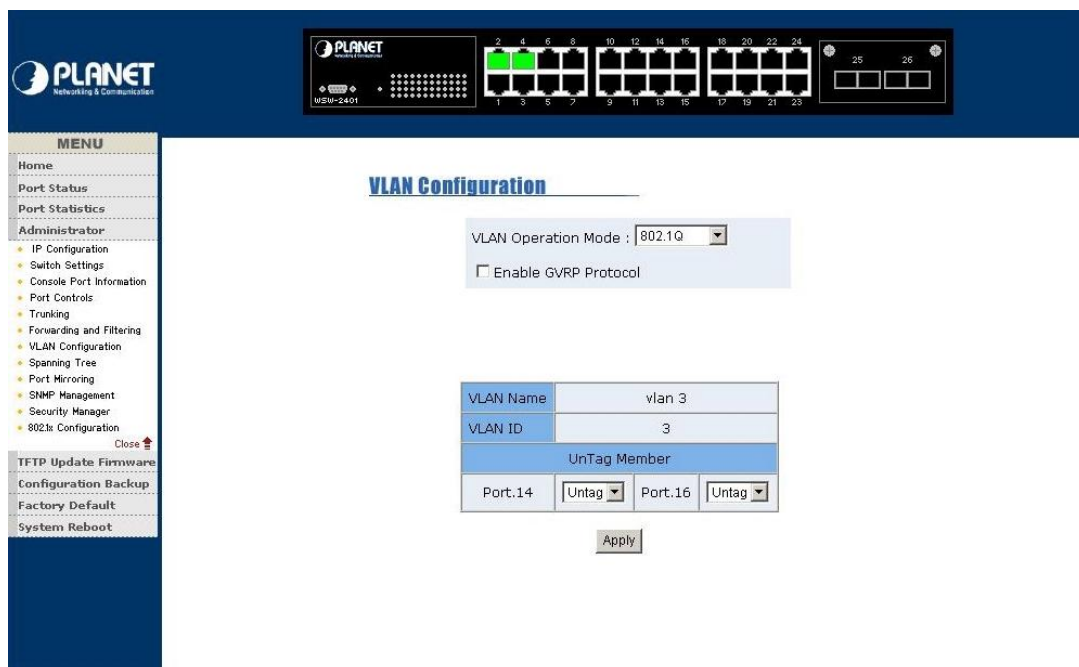 PLANET
Networking & Communication
PLANET
Networking & Communication
WSW-2401
2 4 6 8 10 12 14 16 18 20 22 24
1 3 5 7 9 11 13 15 17 19 21 23
25 26
MENU
Home
Port Status
Port Statistics
Administrator
IP Configuration
Switch Settings
Console Port Information
Port Controls
Trunking
Forwarding and Filtering
VLAN Configuration
Spanning Tree
Port Mirroring
SNMP Management
Security Manager
802.1x Configuration
Close
TFTP Update Firmware
Configuration Backup
Factory Default
System Reboot
VLAN Configuration
VLAN Operation Mode : 802.1Q
Enable GVRP Protocol
VLAN Name vlan 3
VLAN ID 3
UnTag Member
Port.14 Untag Port.16 Untag
Apply